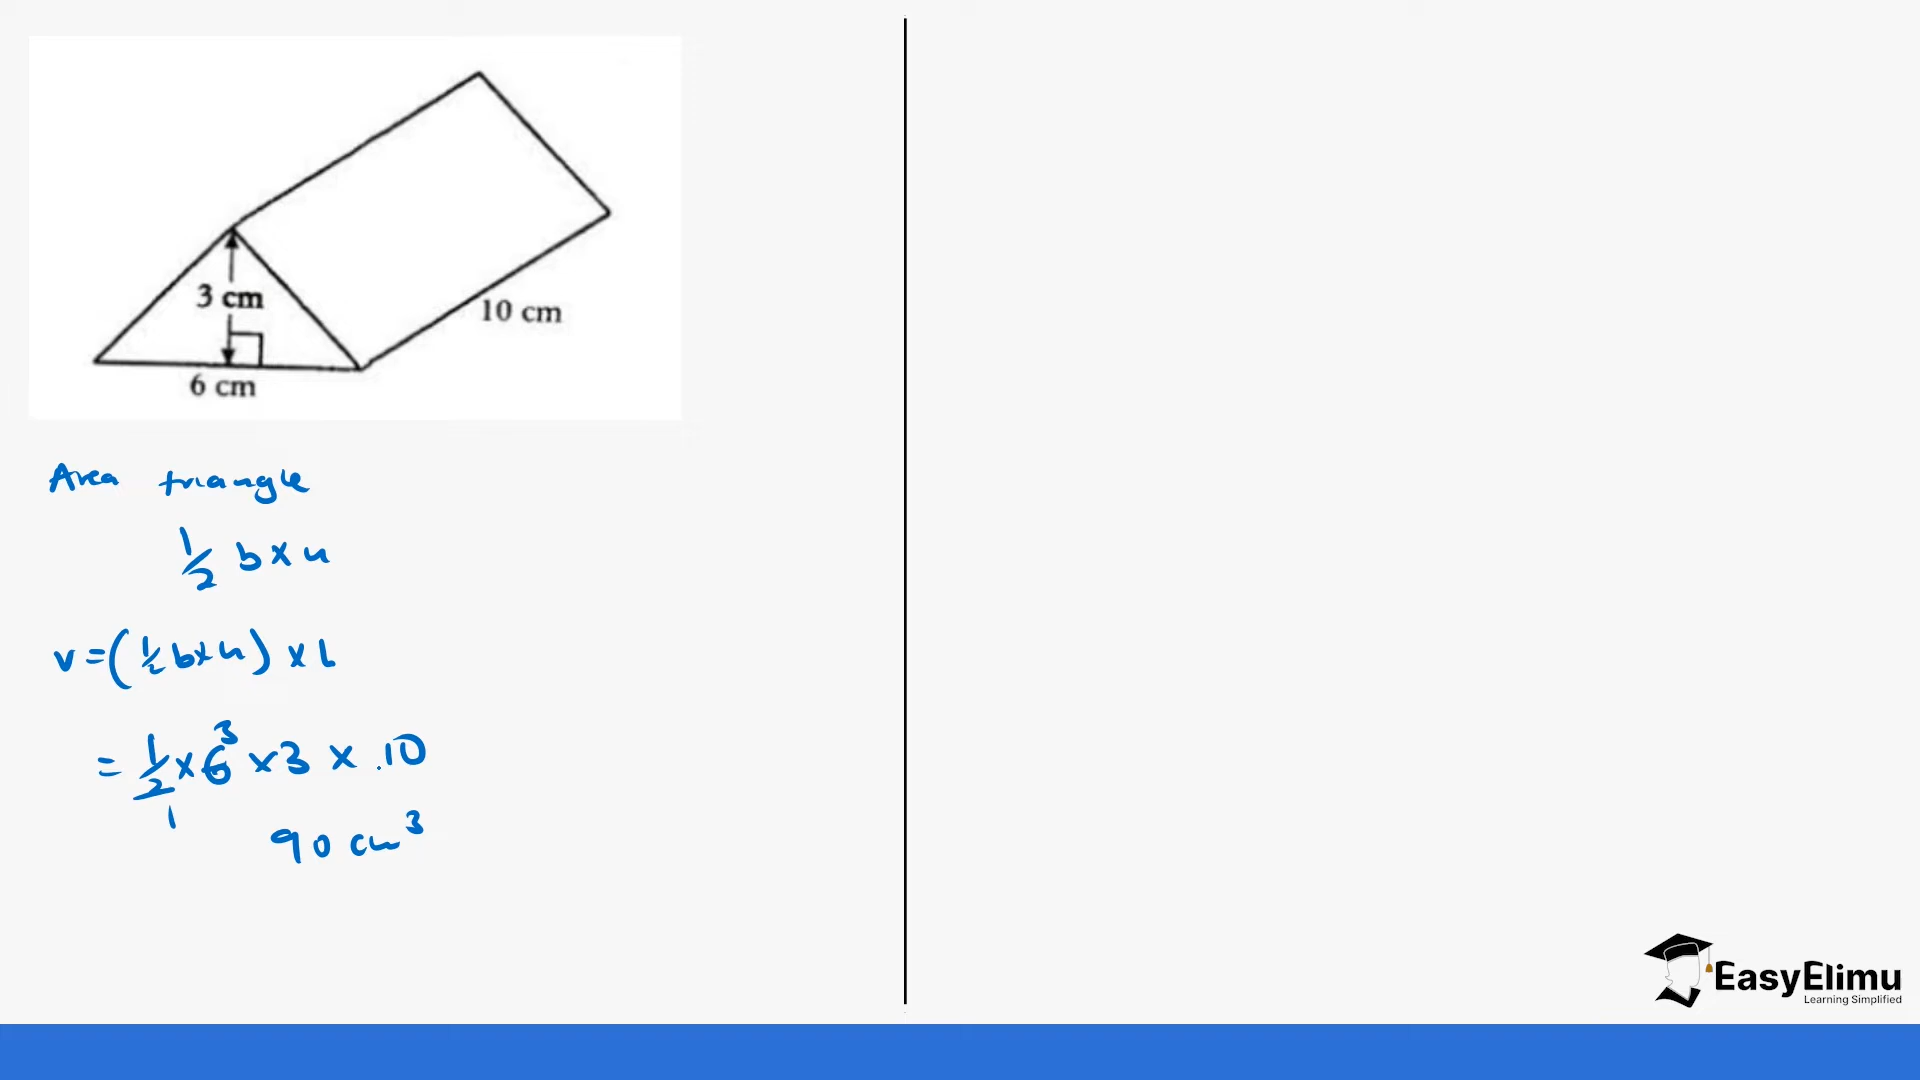 3 cm
10 cm
6 cm
Area triangle
1/2 b x h
v = (1/2 b x h) x l
= 1/2 x 6 3 x 3 x .10
1
90 cm³
EasyElimu
Learning Simplified